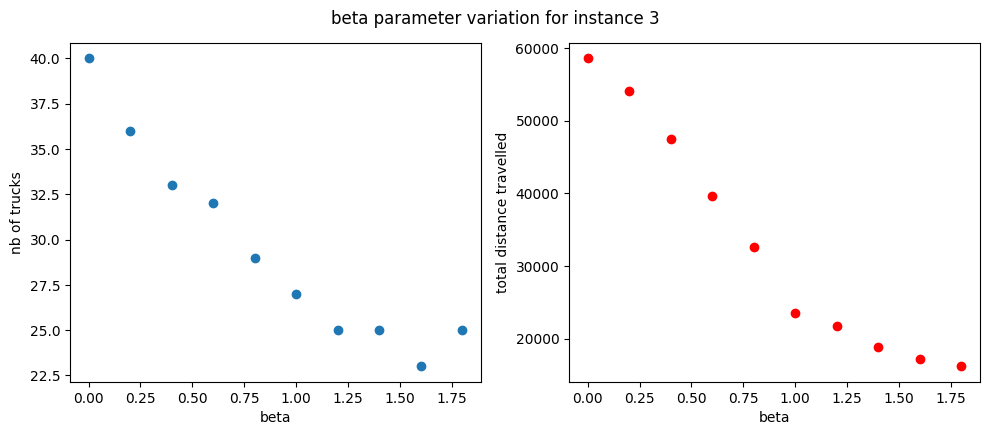 beta parameter variation for instance 3
nb of trucks
40.0
37.5
35.0
32.5
30.0
27.5
25.0
22.5
0.00 0.25 0.50 0.75 1.00 1.25 1.50 1.75
beta
total distance travelled
60000
50000
40000
30000
20000
0.00 0.25 0.50 0.75 1.00 1.25 1.50 1.75
beta